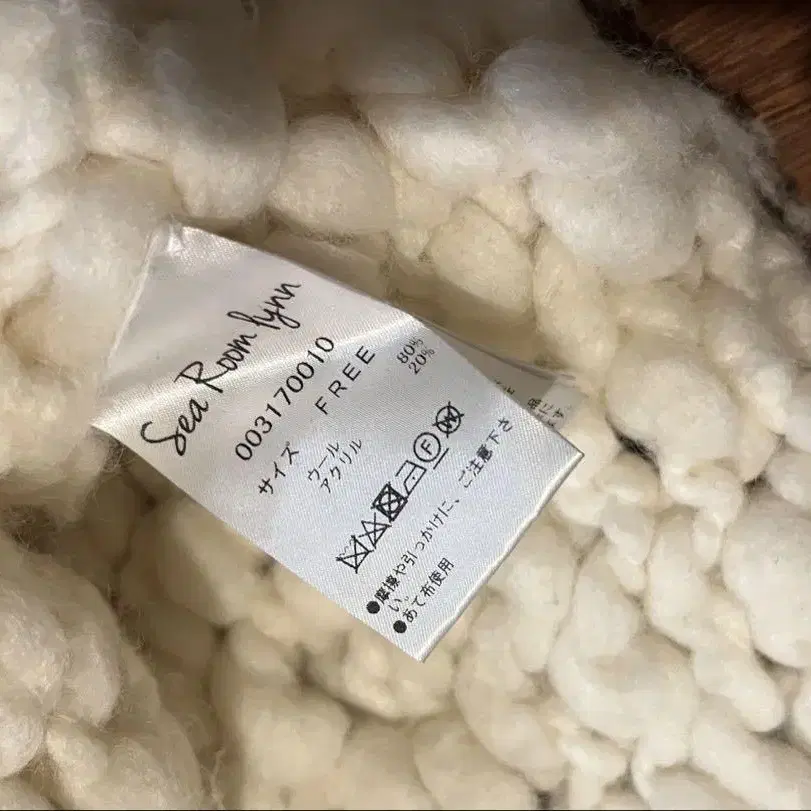 Sea Room lynn
003170010
サイズ FREE
ウール 80%
アクリル 20%
F W
●摩擦や引っかけに、ご注意下さ
い。
●あて布使用